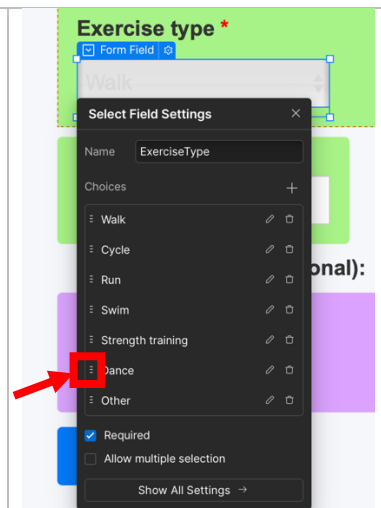 Exercise type *
Form Field
Walk
Select Field Settings
Name ExerciseType
Choices
Walk
Cycle
Run
Swim
onal):
Strength training
Dance
Other
Required
Allow multiple selection
Show All Settings →